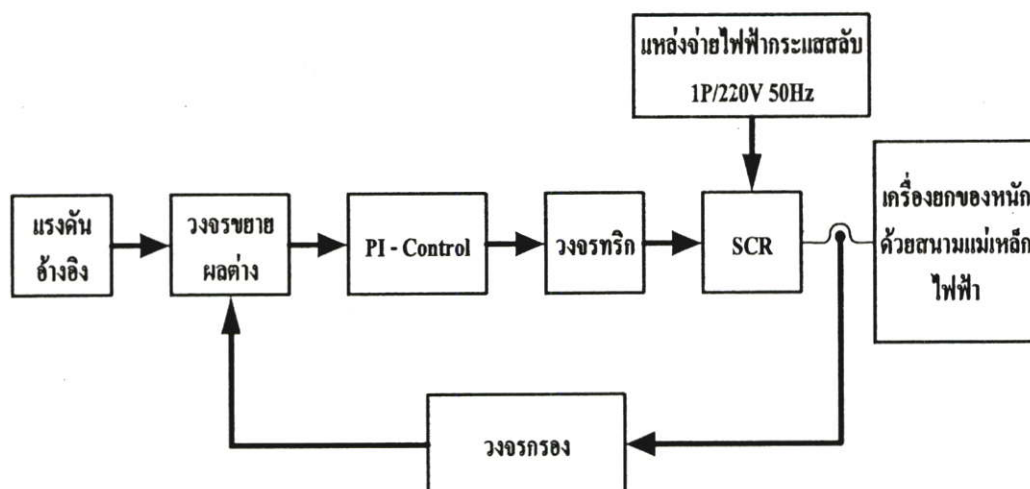 แหล่งจ่ายไฟฟ้ากระแสสลับ
1P/220V 50Hz
แรงดัน
อ้างอิง
วงจรขยาย
ผลต่าง
PI - Control
วงจรทริก
SCR
เครื่องยกของหนัก
ด้วยสนามแม่เหล็ก
ไฟฟ้า
วงจรกรอง